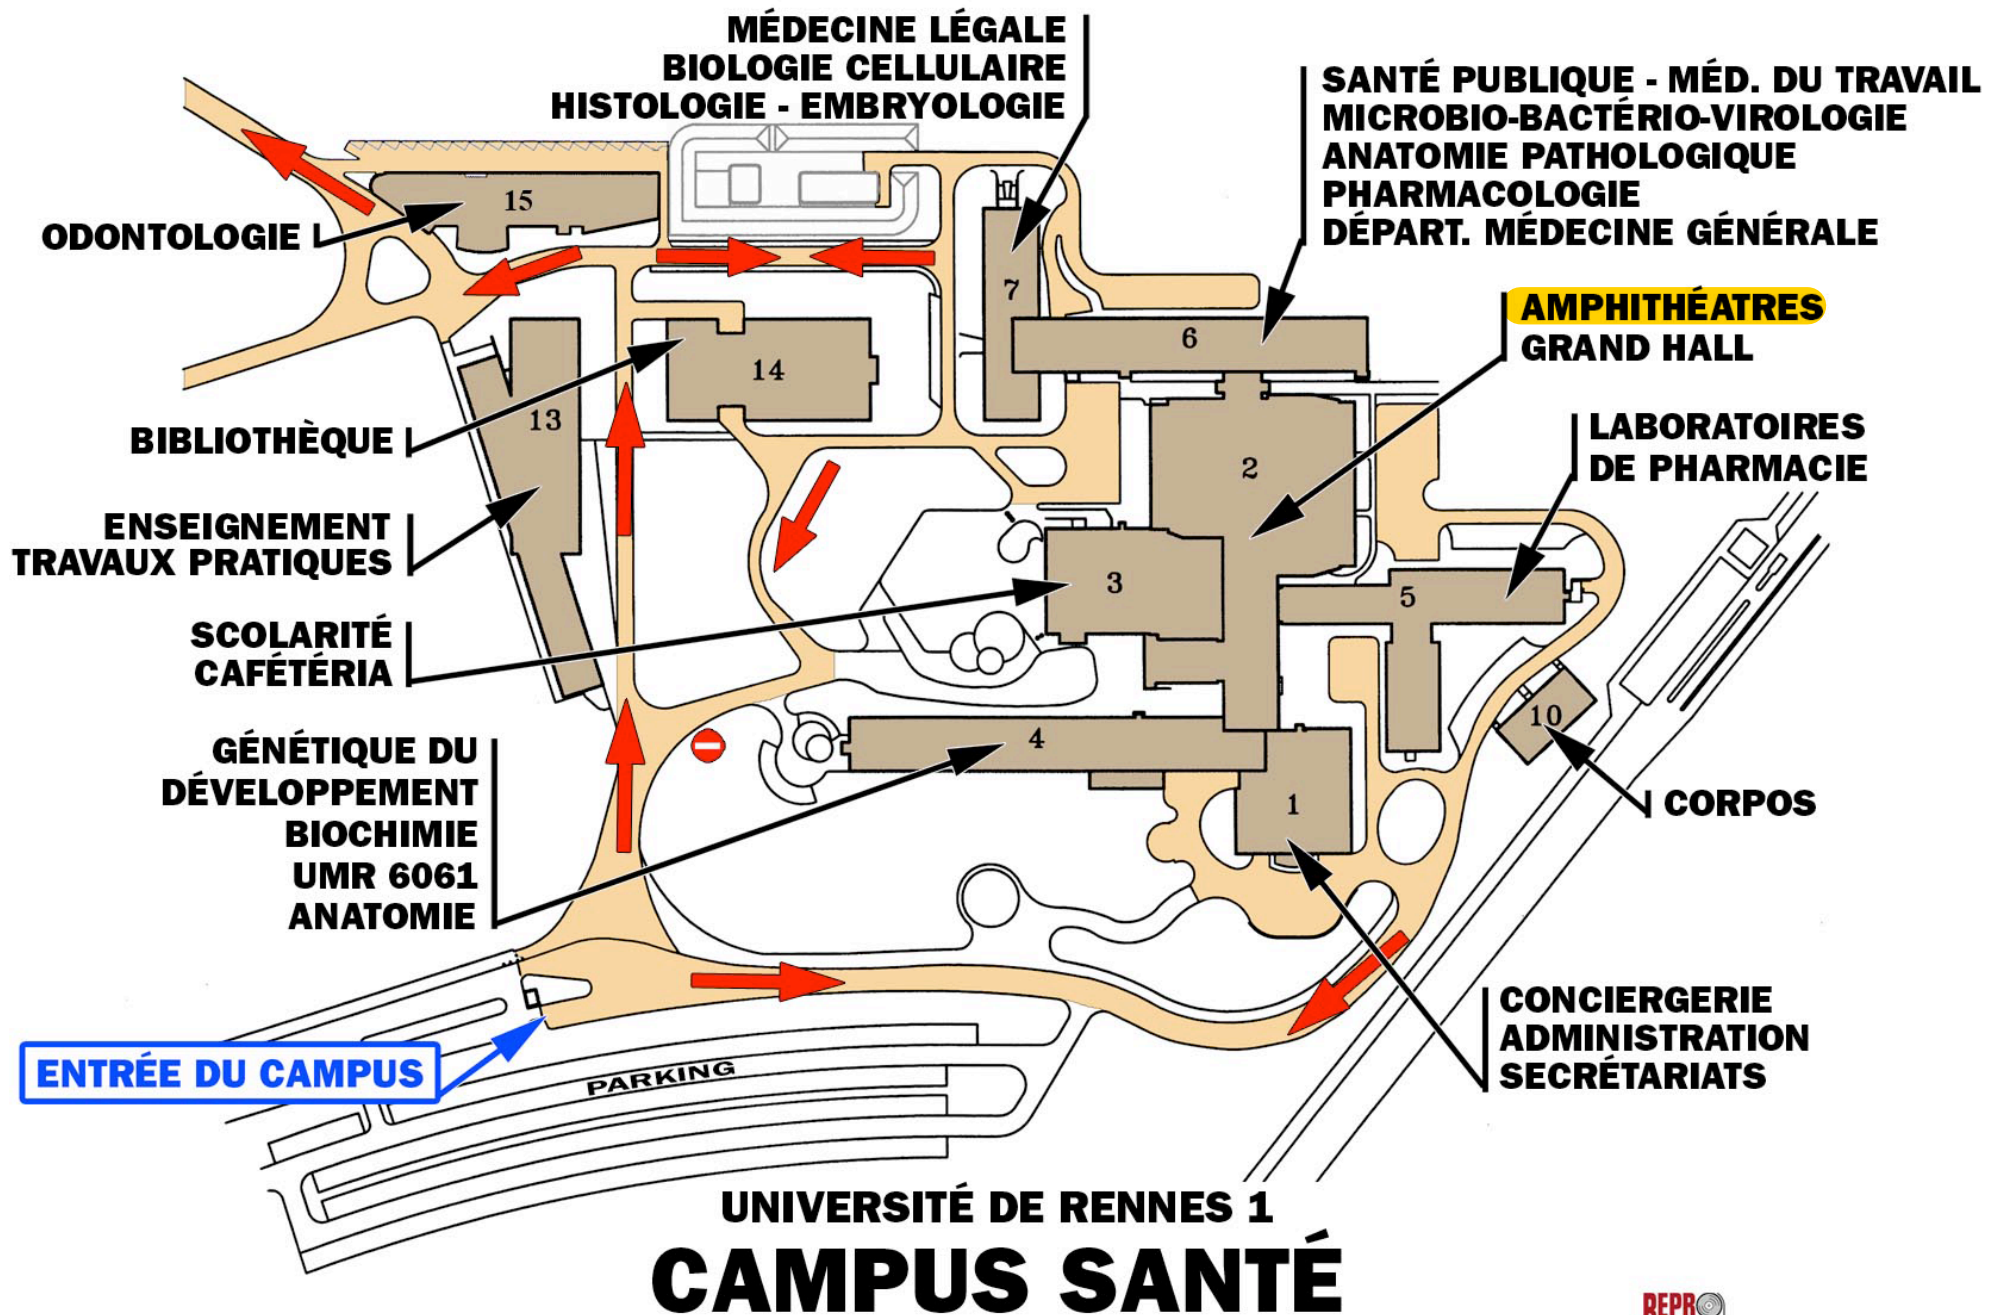 MÉDECINE LÉGALE
BIOLOGIE CELLULAIRE
HISTOLOGIE - EMBRYOLOGIE
SANTÉ PUBLIQUE - MÉD. DU TRAVAIL
MICROBIO-BACTÉRIO-VIROLOGIE
ANATOMIE PATHOLOGIQUE
PHARMACOLOGIE
DÉPART. MÉDECINE GÉNÉRALE
ODONTOLOGIE
15
7
6
AMPHITHÉATRES
GRAND HALL
14
13
BIBLIOTHÈQUE
2
LABORATOIRES
DE PHARMACIE
ENSEIGNEMENT
TRAVAUX PRATIQUES
3
5
SCOLARITÉ
CAFÉTÉRIA
10
4
GÉNÉTIQUE DU
DÉVELOPPEMENT
BIOCHIMIE
UMR 6061
ANATOMIE
1
CORPOS
CONCIERGERIE
ADMINISTRATION
SECRÉTARIATS
ENTRÉE DU CAMPUS
PARKING
UNIVERSITÉ DE RENNES 1
CAMPUS SANTÉ
REPRO